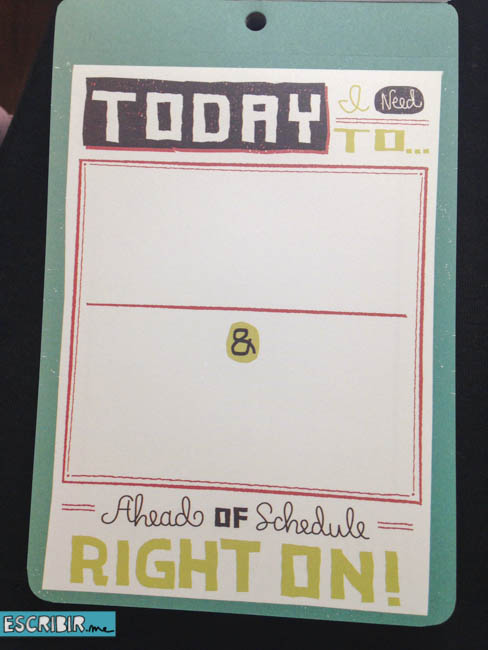 TODAY I Need
TO...
&
Ahead OF Schedule
RIGHT ON!
ESCRIBIR.me